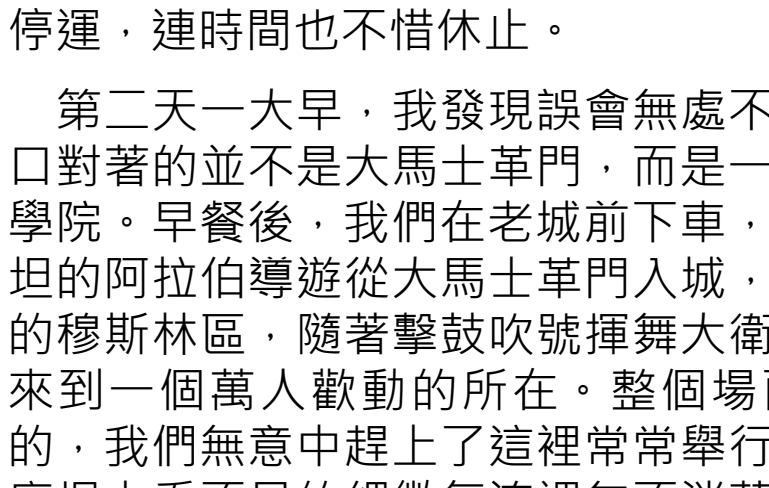 停運，連時間也不惜休止。
第二天一大早，我發現誤會無處不
口對著的並不是大馬士革門，而是一
學院。早餐後，我們在老城前下車，
坦的阿拉伯導遊從大馬士革門入城，
的穆斯林區，隨著擊鼓吹號揮舞大衛
來到一個萬人歡動的所在。整個場
的，我們無意中趕上了這裡常常舉行